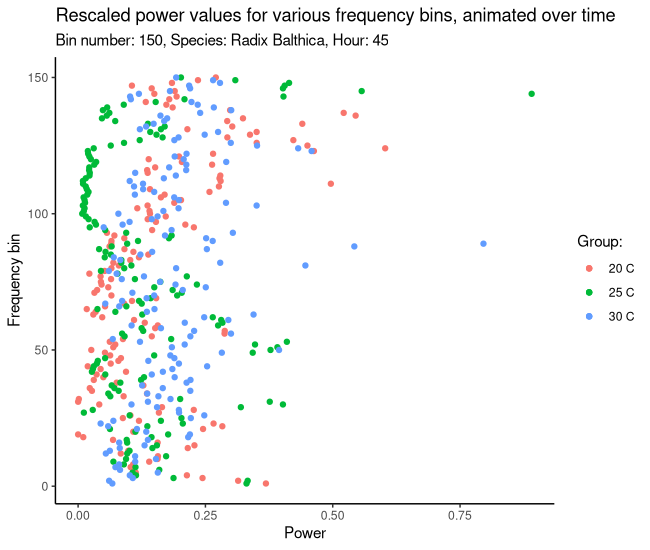 Rescaled power values for various frequency bins, animated over time
Bin number: 150, Species: Radix Balthica, Hour: 45
150
100
50
0
Frequency bin
0.00 0.25 0.50 0.75
Power
Group:
20 C
25 C
30 C